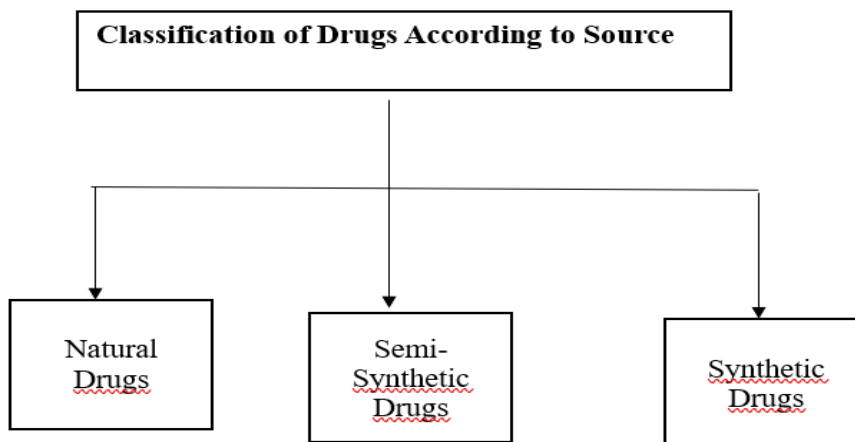 Classification of Drugs According to Source
Natural
Drugs
Semi-
Synthetic
Drugs
Synthetic
Drugs